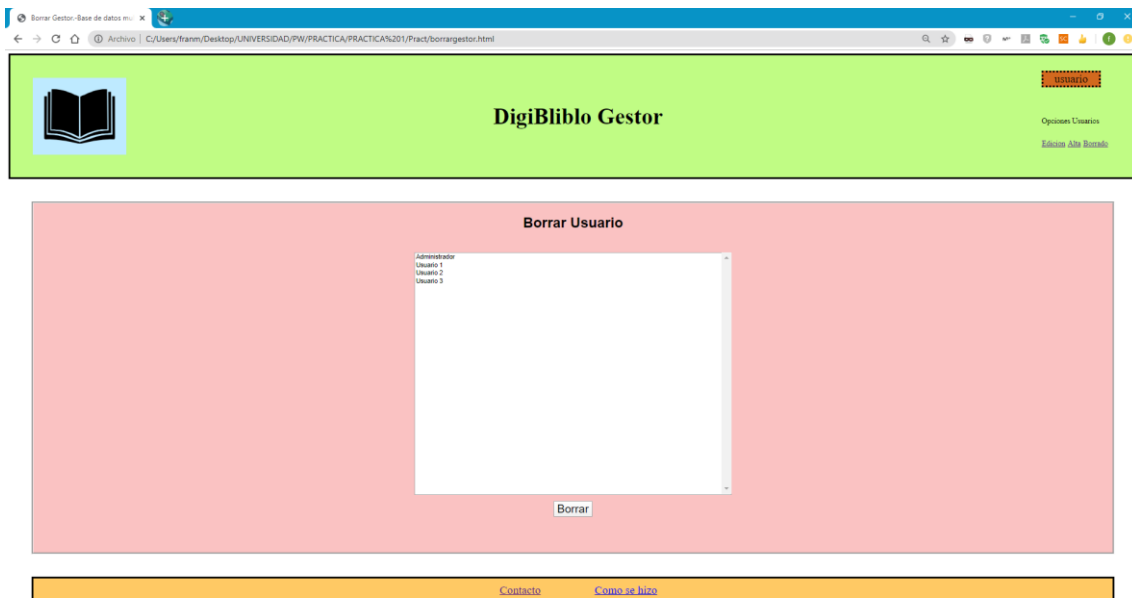 Borrar Gestor.-Base de datos mu
Archivo | C:/Users/franm/Desktop/UNIVERSIDAD/PW/PRACTICA/PRACTICA%201/Pract/borrargestor.html
usuario
DigiBliblo Gestor
Opciones Usuarios
Edicion Alta Borrado
Borrar Usuario
Administrador
Usuario 1
Usuario 2
Usuario 3
Borrar
Contacto Como se hizo